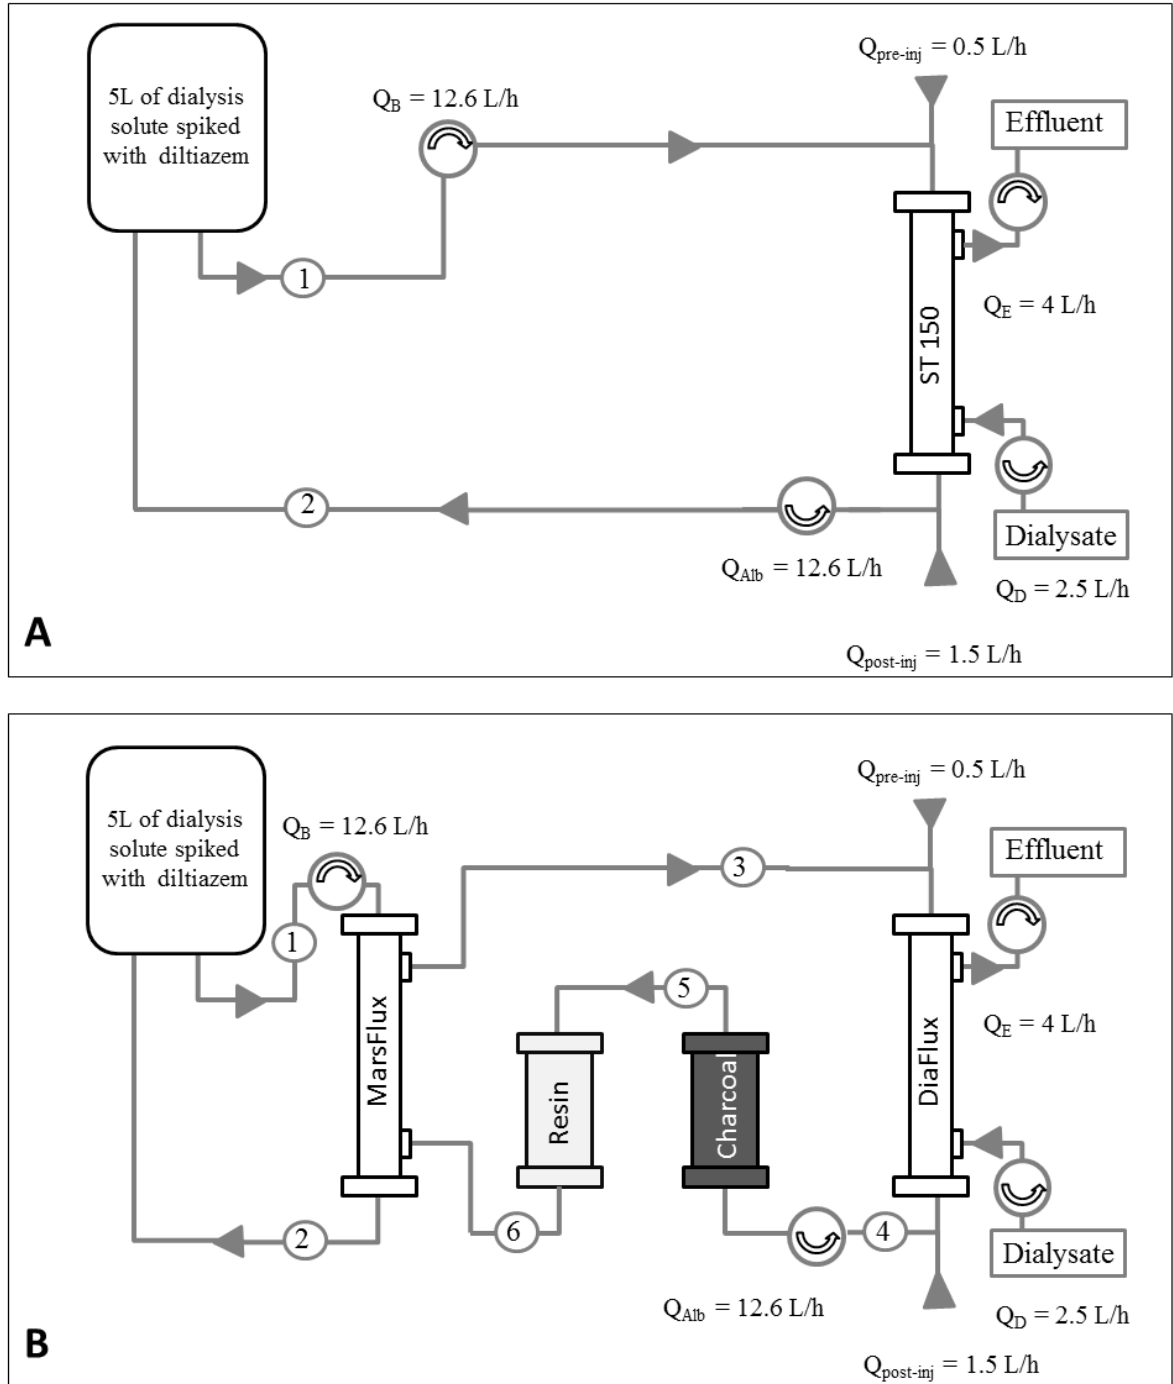 5L of dialysis
solute spiked
with diltiazem
Q_B = 12.6 L/h
Q_pre-inj = 0.5 L/h
Effluent
1
Q_E = 4 L/h
ST 150
2
Q_Alb = 12.6 L/h
Dialysate
Q_D = 2.5 L/h
Q_post-inj = 1.5 L/h
A
5L of dialysis
solute spiked
with diltiazem
Q_B = 12.6 L/h
Q_pre-inj = 0.5 L/h
Effluent
1
3
MarsFlux
5
Resin
Charcoal
DiaFlux
Q_E = 4 L/h
2
6
4
Q_Alb = 12.6 L/h
Dialysate
Q_D = 2.5 L/h
Q_post-inj = 1.5 L/h
B